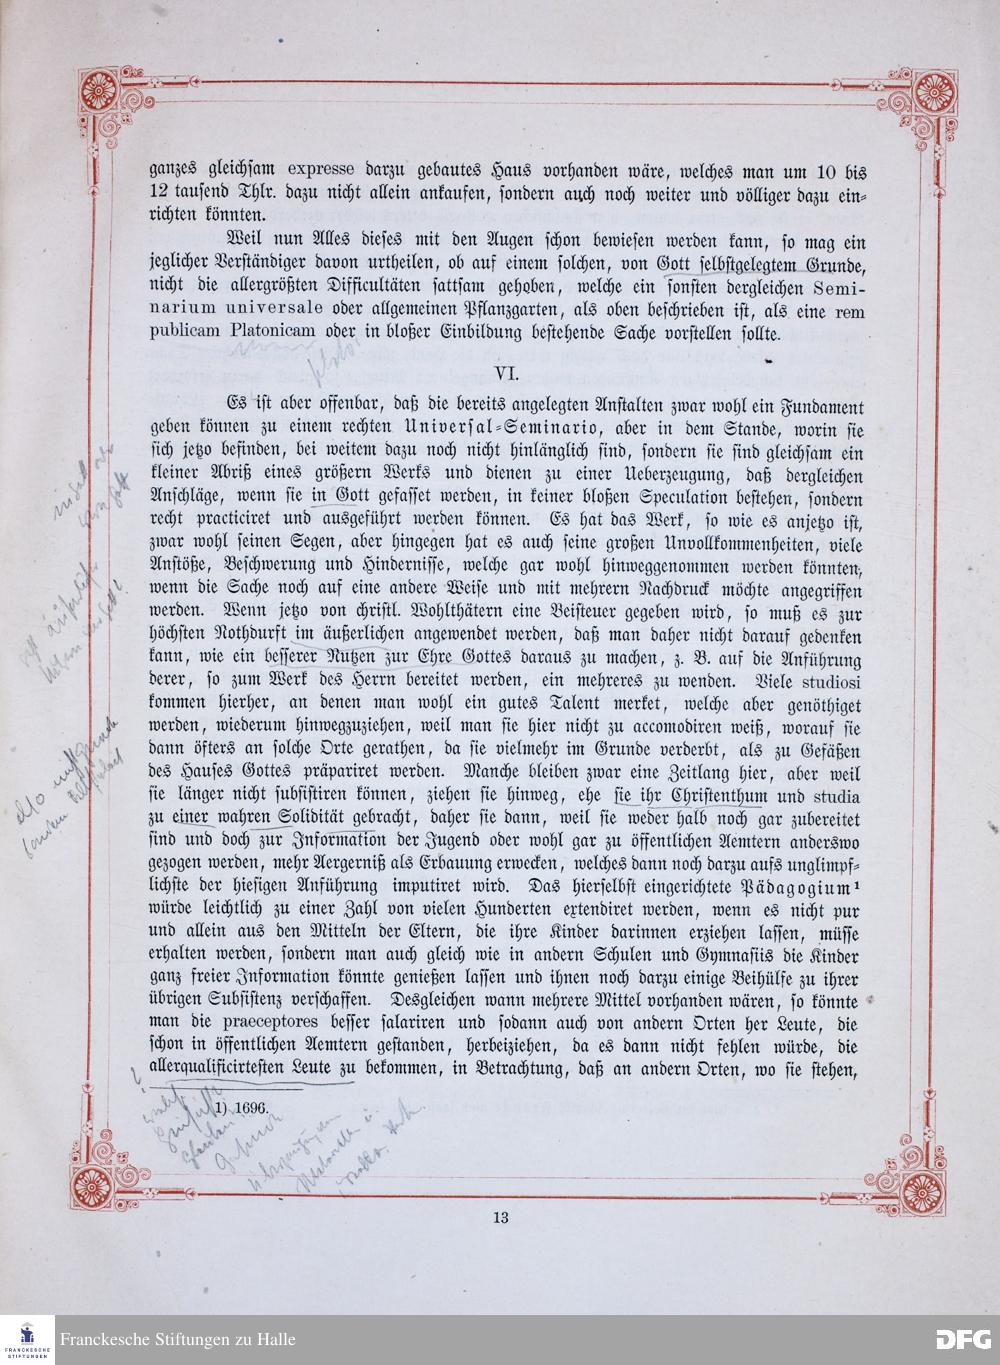 ganzes gleichsam expresse darzu gebautes Haus vorhanden wäre, welches man um 10 bis
12 tausend Thlr. dazu nicht allein ankaufen, sondern auch noch weiter und völliger dazu ein=
richten könnten.
Weil nun Alles dieses mit den Augen schon bewiesen werden kann, so mag ein
jeglicher Verständiger davon urtheilen, ob auf einem solchen, von Gott selbstgelegtem Grunde,
nicht die allergrößten Difficultäten sattsam gehoben, welche ein sonsten dergleichen Semi-
narium universale oder allgemeinen Pflanzgarten, als oben beschrieben ist, als eine rem
publicam Platonicam oder in bloßer Einbildung bestehende Sache vorstellen sollte.
VI.
Es ist aber offenbar, daß die bereits angelegten Anstalten zwar wohl ein Fundament
geben können zu einem rechten Universal=Seminario, aber in dem Stande, worin sie
sich jetzo befinden, bei weitem dazu noch nicht hinlänglich sind, sondern sie sind gleichsam ein
kleiner Abriß eines größern Werks und dienen zu einer Ueberzeugung, daß dergleichen
Anschläge, wenn sie in Gott gefasset werden, in keiner bloßen Speculation bestehen, sondern
recht practiciret und ausgeführt werden können. Es hat das Werk, so wie es anjetzo ist,
zwar wohl seinen Segen, aber hingegen hat es auch seine großen Unvollkommenheiten, viele
Anstöße, Beschwerung und Hindernisse, welche gar wohl hinweggenommen werden könnten,
wenn die Sache noch auf eine andere Weise und mit mehrern Nachdruck möchte angegriffen
werden. Wenn jetzo von christl. Wohlthätern eine Beisteuer gegeben wird, so muß es zur
höchsten Nothdurft im äußerlichen angewendet werden, daß man daher nicht darauf gedenken
kann, wie ein besserer Nutzen zur Ehre Gottes daraus zu machen, z. B. auf die Anführung
derer, so zum Werk des Herrn bereitet werden, ein mehreres zu wenden. Viele studiosi
kommen hierher, an denen man wohl ein gutes Talent merket, welche aber genöthiget
werden, wiederum hinwegzuziehen, weil man sie hier nicht zu accomodiren weiß, worauf sie
dann öfters an solche Orte gerathen, da sie vielmehr im Grunde verderbt, als zu Gefäßen
des Hauses Gottes präpariret werden. Manche bleiben zwar eine Zeitlang hier, aber weil
sie länger nicht subsistiren können, ziehen sie hinweg, ehe sie ihr Christenthum und studia
zu einer wahren Solidität gebracht, daher sie dann, weil sie weder halb noch gar zubereitet
sind und doch zur Information der Jugend oder wohl gar zu öffentlichen Aemtern anderswo
gezogen werden, mehr Aergerniß als Erbauung erwecken, welches dann noch darzu aufs unglimpf=
lichste der hiesigen Anführung imputiret wird. Das hierselbst eingerichtete Pädagogium¹
würde leichtlich zu einer Zahl von vielen Hunderten extendiret werden, wenn es nicht pur
und allein aus den Mitteln der Eltern, die ihre Kinder darinnen erziehen lassen, müsse
erhalten werden, sondern man auch gleich wie in andern Schulen und Gymnasiis die Kinder
ganz freier Information könnte genießen lassen und ihnen noch darzu einige Beihülfe zu ihrer
übrigen Subsistenz verschaffen. Desgleichen wann mehrere Mittel vorhanden wären, so könnte
man die praeceptores besser salariren und sodann auch von andern Orten her Leute, die
schon in öffentlichen Aemtern gestanden, herbeiziehen, da es dann nicht fehlen würde, die
allerqualificirtesten Leute zu bekommen, in Betrachtung, daß an andern Orten, wo sie stehen,
1) 1696.
13
FRANCKESCHE
STIFTUNGEN
Franckesche Stiftungen zu Halle
DFG